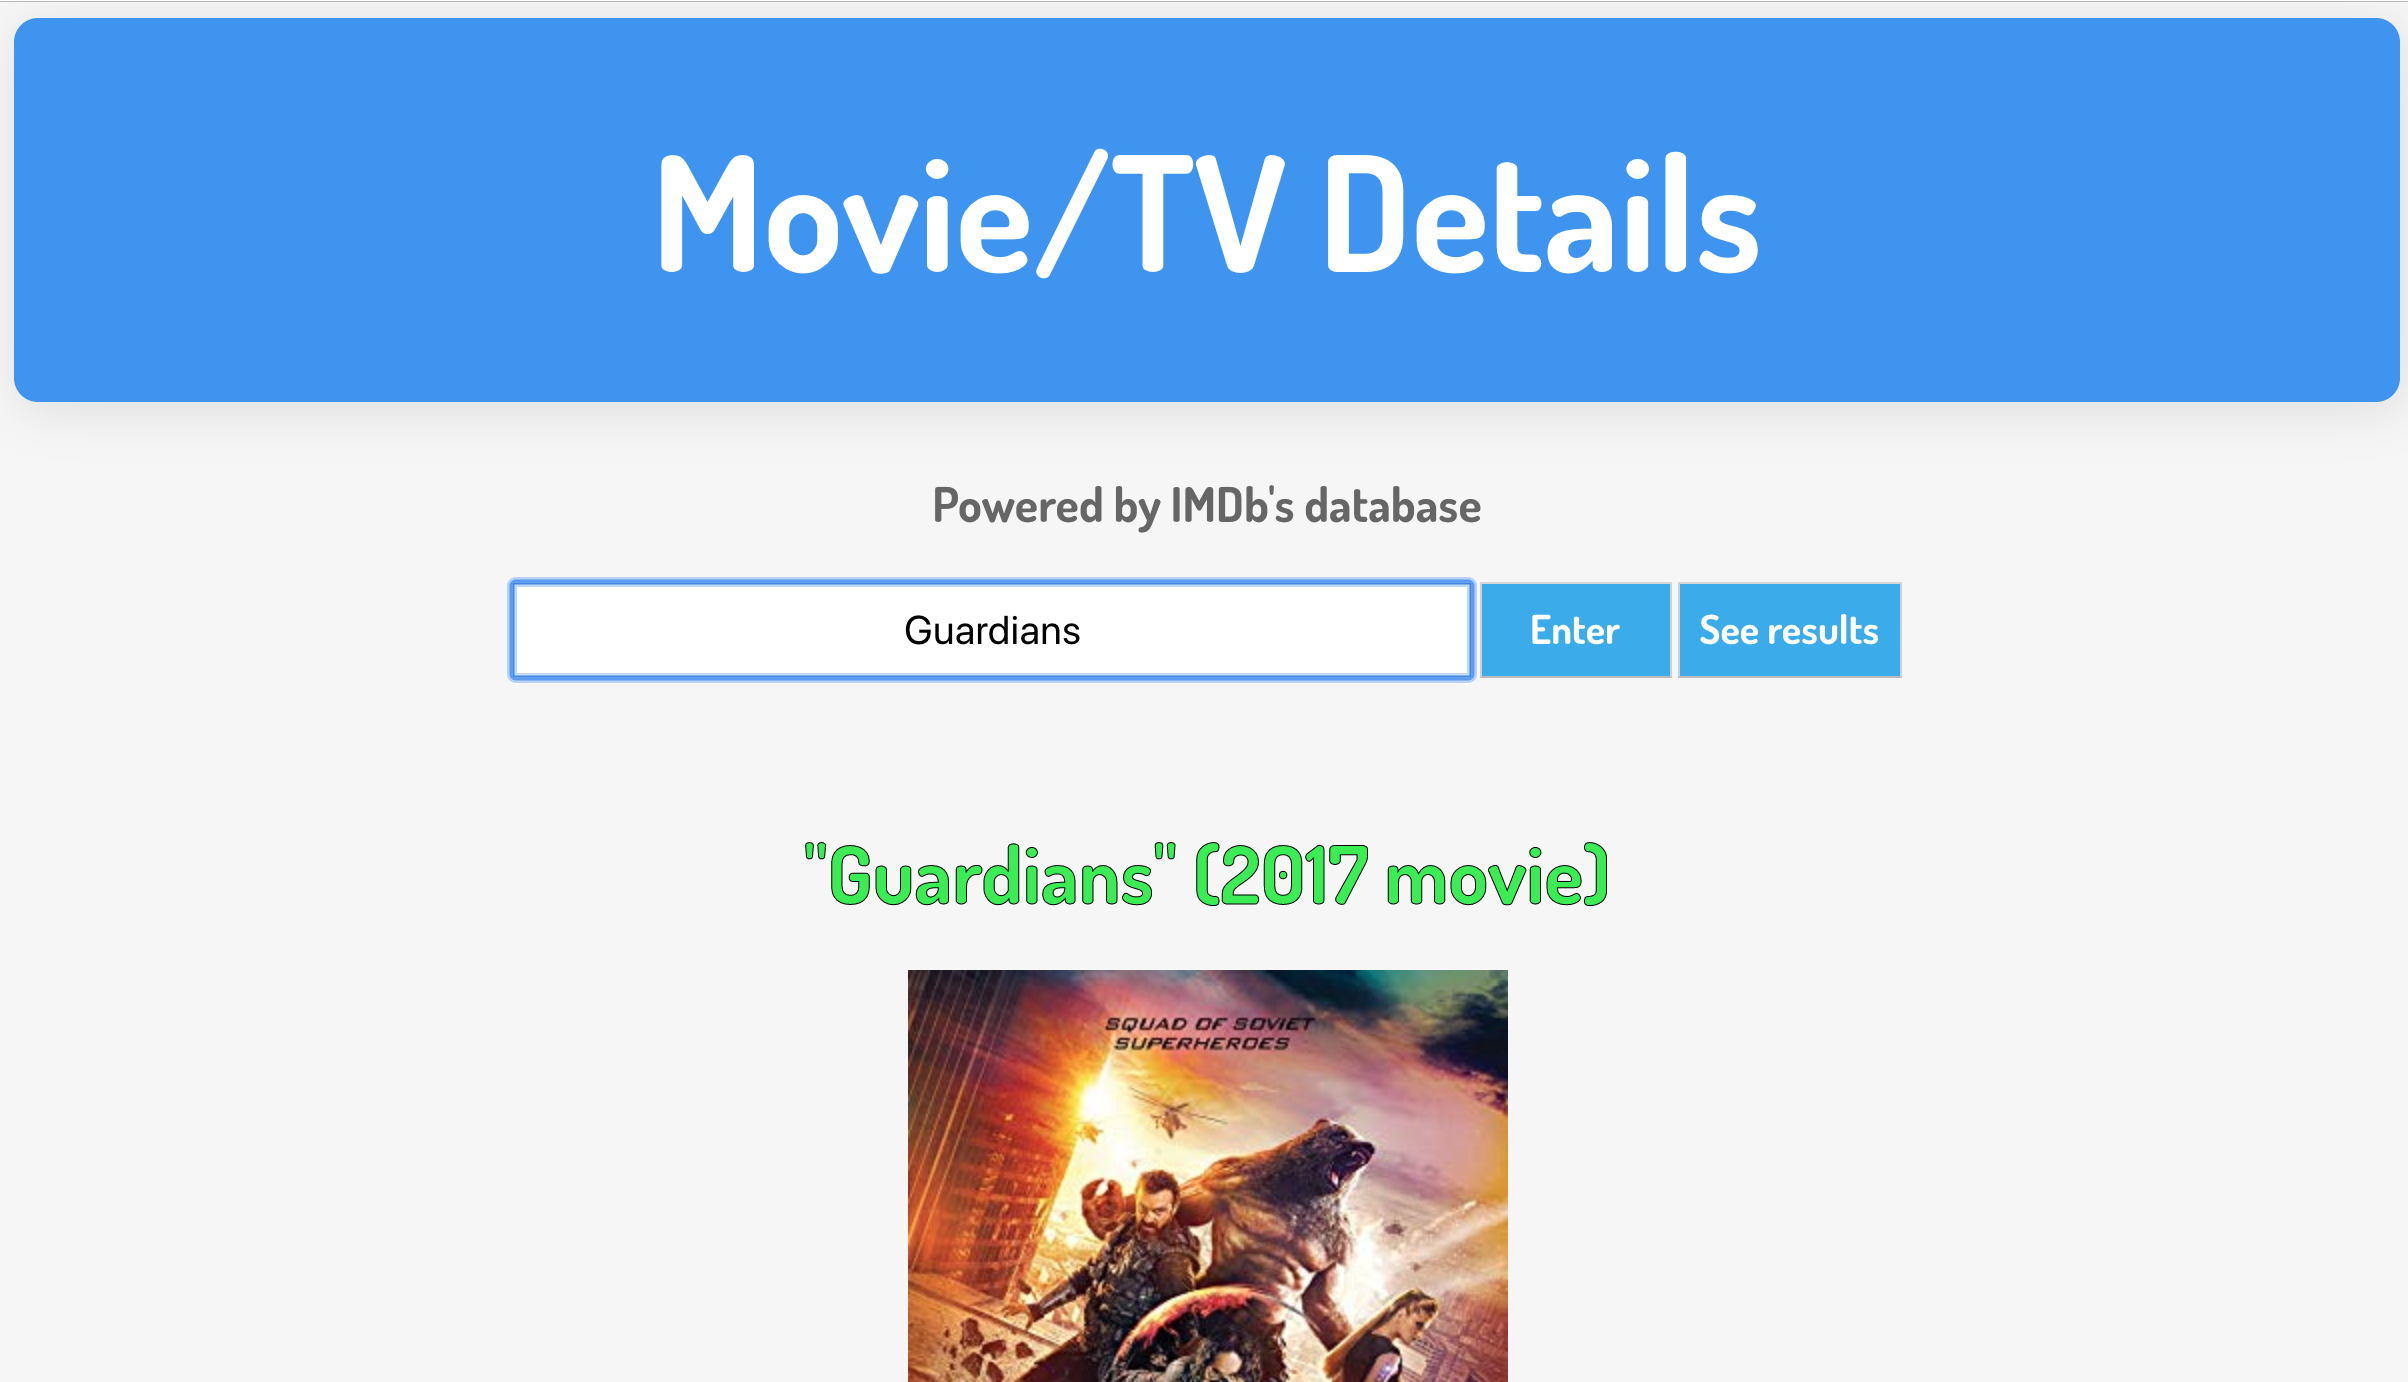 Movie/TV Details
Powered by IMDb's database
Guardians
Enter
See results
"Guardians" (2017 movie)
SQUAD OF SOVIET
SUPERHEROES